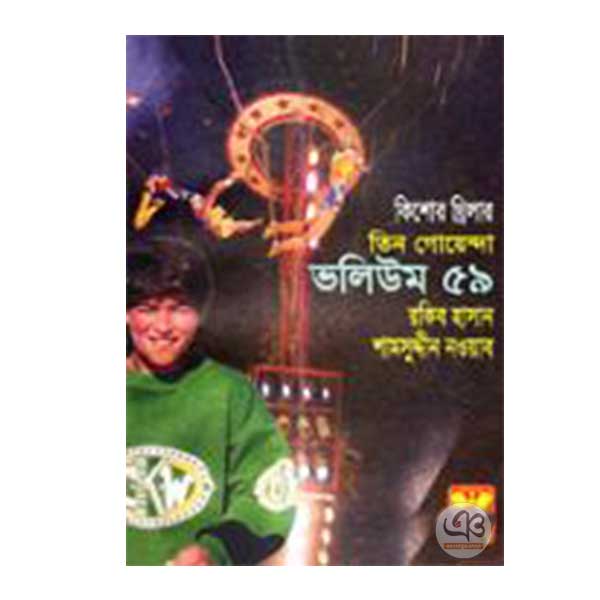 কিশোর থ্রিলার
তিন গোয়েন্দা
ভলিউম ৫৯
রকিব হাসান
শামসুদ্দীন নওয়াব